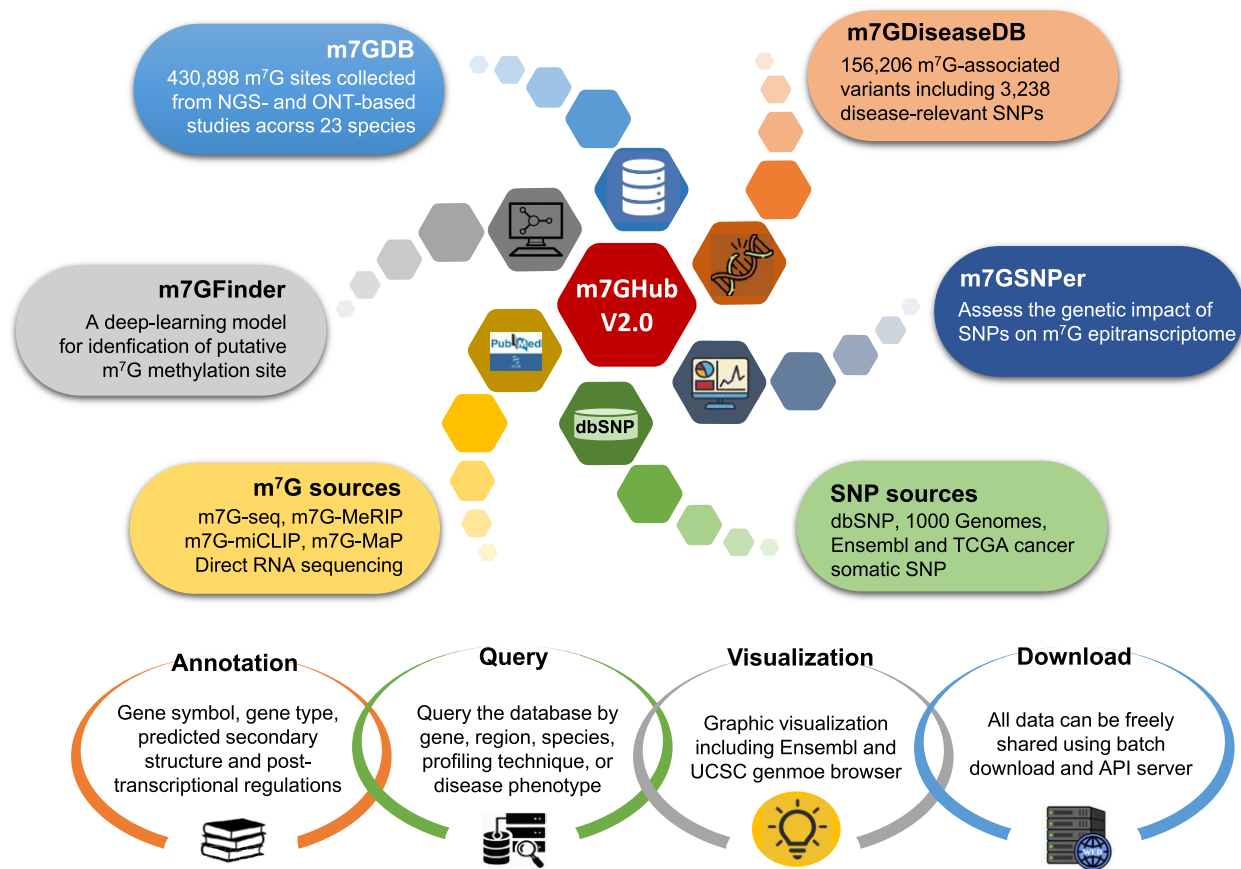 m7GDB
430,898 m⁷G sites collected
from NGS- and ONT-based
studies acorss 23 species
m7GDiseaseDB
156,206 m⁷G-associated
variants including 3,238
disease-relevant SNPs
m7GFinder
A deep-learning model
for idenfication of putative
m⁷G methylation site
m7GHub
V2.0
m7GSNPer
Assess the genetic impact of
SNPs on m⁷G epitranscriptome
PubMed
dbSNP
m⁷G sources
m7G-seq, m7G-MeRIP
m7G-miCLIP, m7G-MaP
Direct RNA sequencing
SNP sources
dbSNP, 1000 Genomes,
Ensembl and TCGA cancer
somatic SNP
Annotation
Gene symbol, gene type,
predicted secondary
structure and post-
transcriptional regulations
Query
Query the database by
gene, region, species,
profiling technique, or
disease phenotype
Visualization
Graphic visualization
including Ensembl and
UCSC genmoe browser
Download
All data can be freely
shared using batch
download and API server
WEB